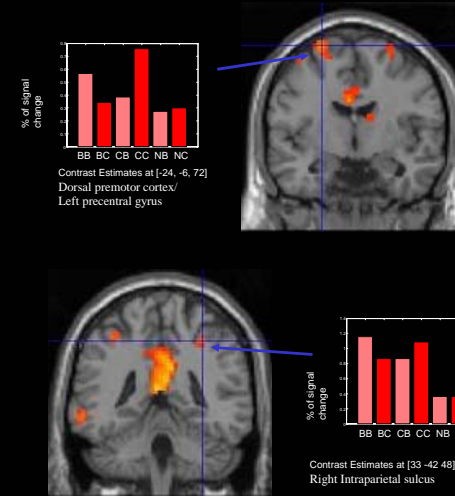 % of signal
change
BB BC CB CC NB NC
Contrast Estimates at [-24, -6, 72]
Dorsal premotor cortex/
Left precentral gyrus
% of signal
change
BB BC CB CC NB
Contrast Estimates at [33 -42 48]
Right Intraparietal sulcus